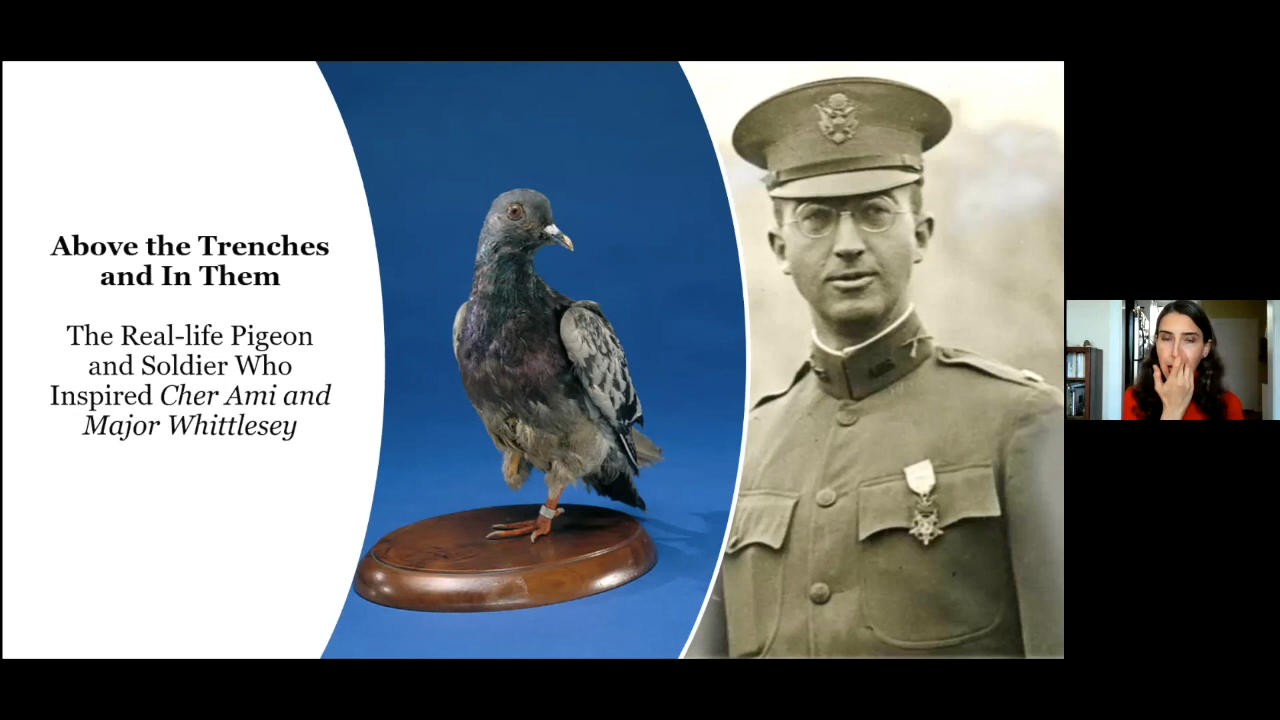 Above the Trenches
and In Them
The Real-life Pigeon
and Soldier Who
Inspired Cher Ami and
Major Whittlesey